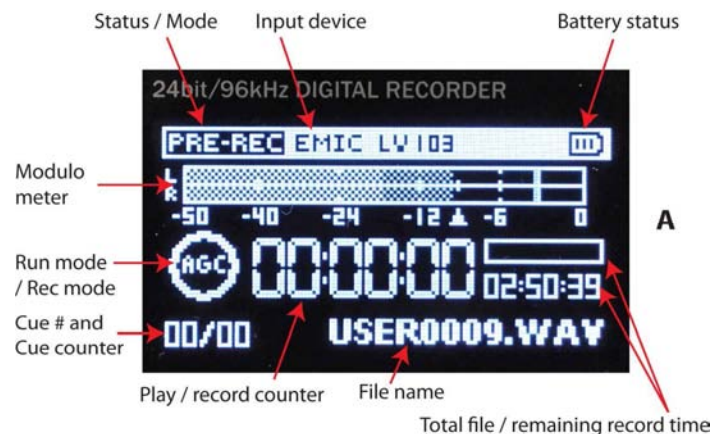 Status / Mode
Input device
Battery status
24bit/96kHz DIGITAL RECORDER
PRE-REC EMIC LV103
Modulo meter
L
R
-50 -40 -24 -12 -6 0
A
Run mode / Rec mode
AGC
00:00:00
02:50:39
Cue # and Cue counter
00/00
USER0009.WAV
Play / record counter
File name
Total file / remaining record time